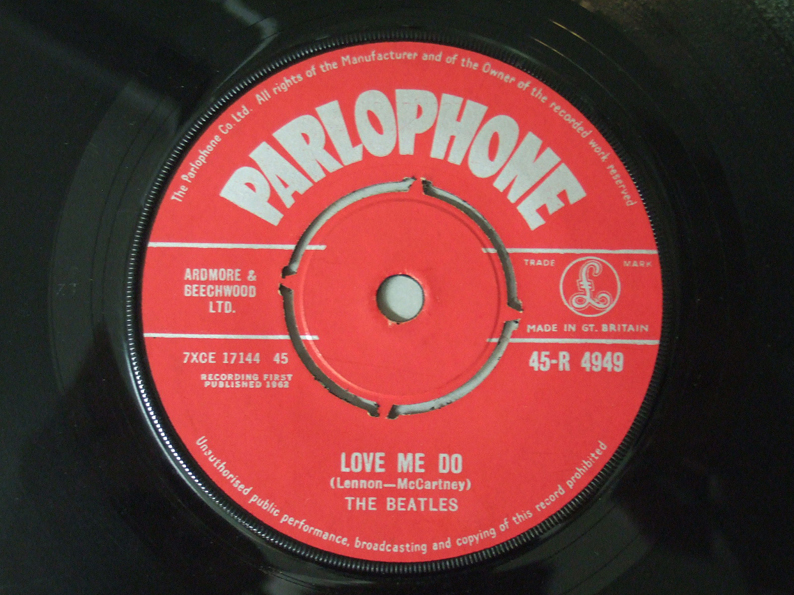 The Parlophone Co. Ltd. All rights of the Manufacturer and of the Owner of the recorded work reserved
PARLOPHONE
ARDMORE &
BEECHWOOD
LTD.
TRADE MARK
£
MADE IN GT. BRITAIN
7XCE 17144 45
RECORDING FIRST
PUBLISHED 1962
45-R 4949
LOVE ME DO
(Lennon—McCartney)
THE BEATLES
Unauthorised public performance, broadcasting and copying of this record prohibited